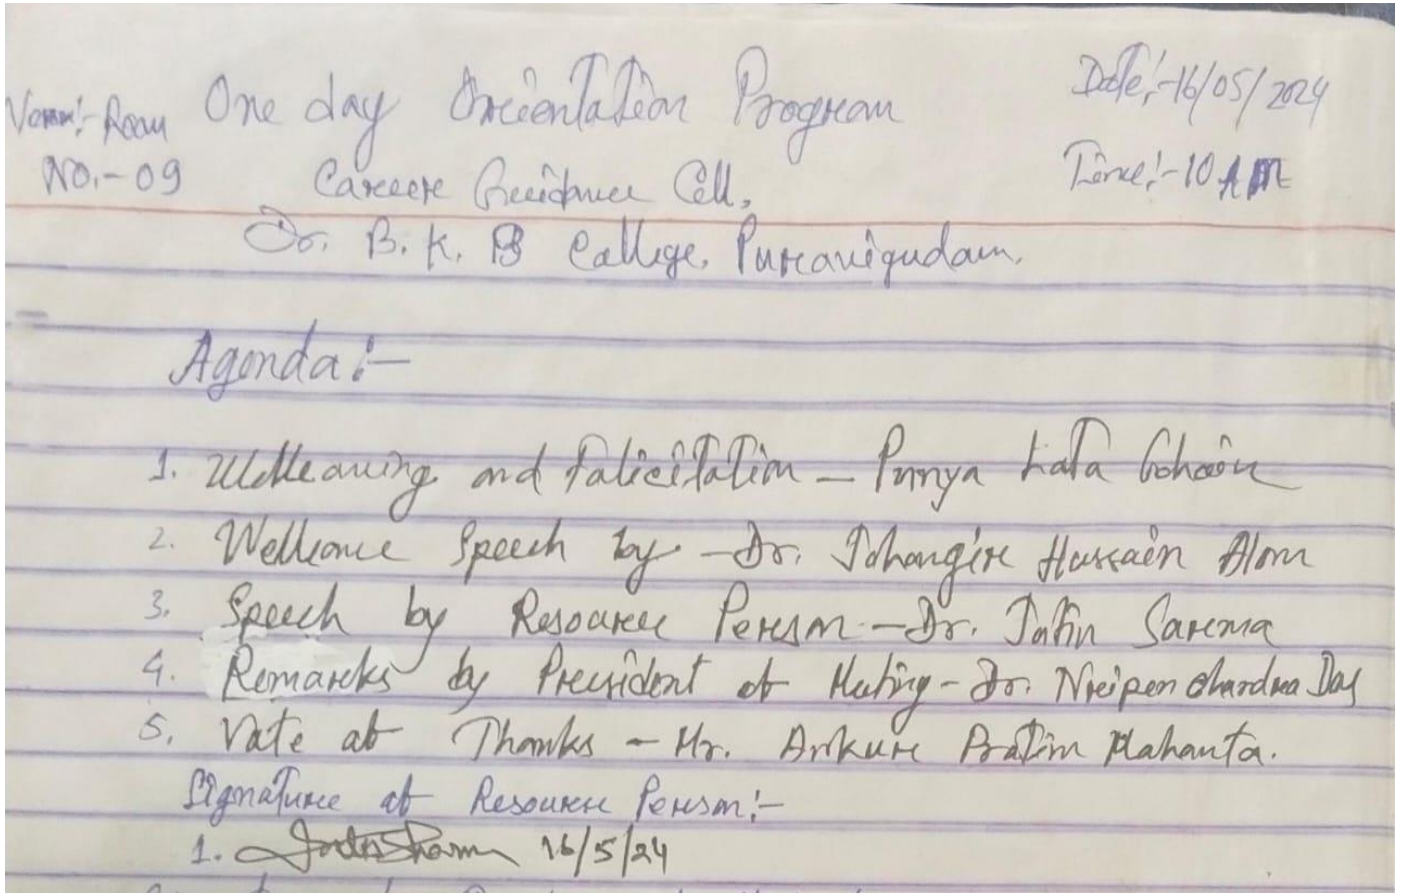 One day Orientation Program
Date:-16/05/2024
Venue:- Room
No.-09
Time:-10 AM
Career Guidance Cell,
Dr. B. K. B College, Puranigudam.
Agenda:-
1. Wellcoming and falicitation - Punya Lata Gohain
2. Wellcome Speech by - Dr. Jahangir Hussain Alom
3. Speech by Resource Person - Dr. Jatin Sarma
4. Remarks by President of Meeting - Dr. Nripen Chandra Das
5. Vote of Thanks - Mr. Ankur Pratim Mahanta.
Signature of Resource Person:-
1. 16/5/24